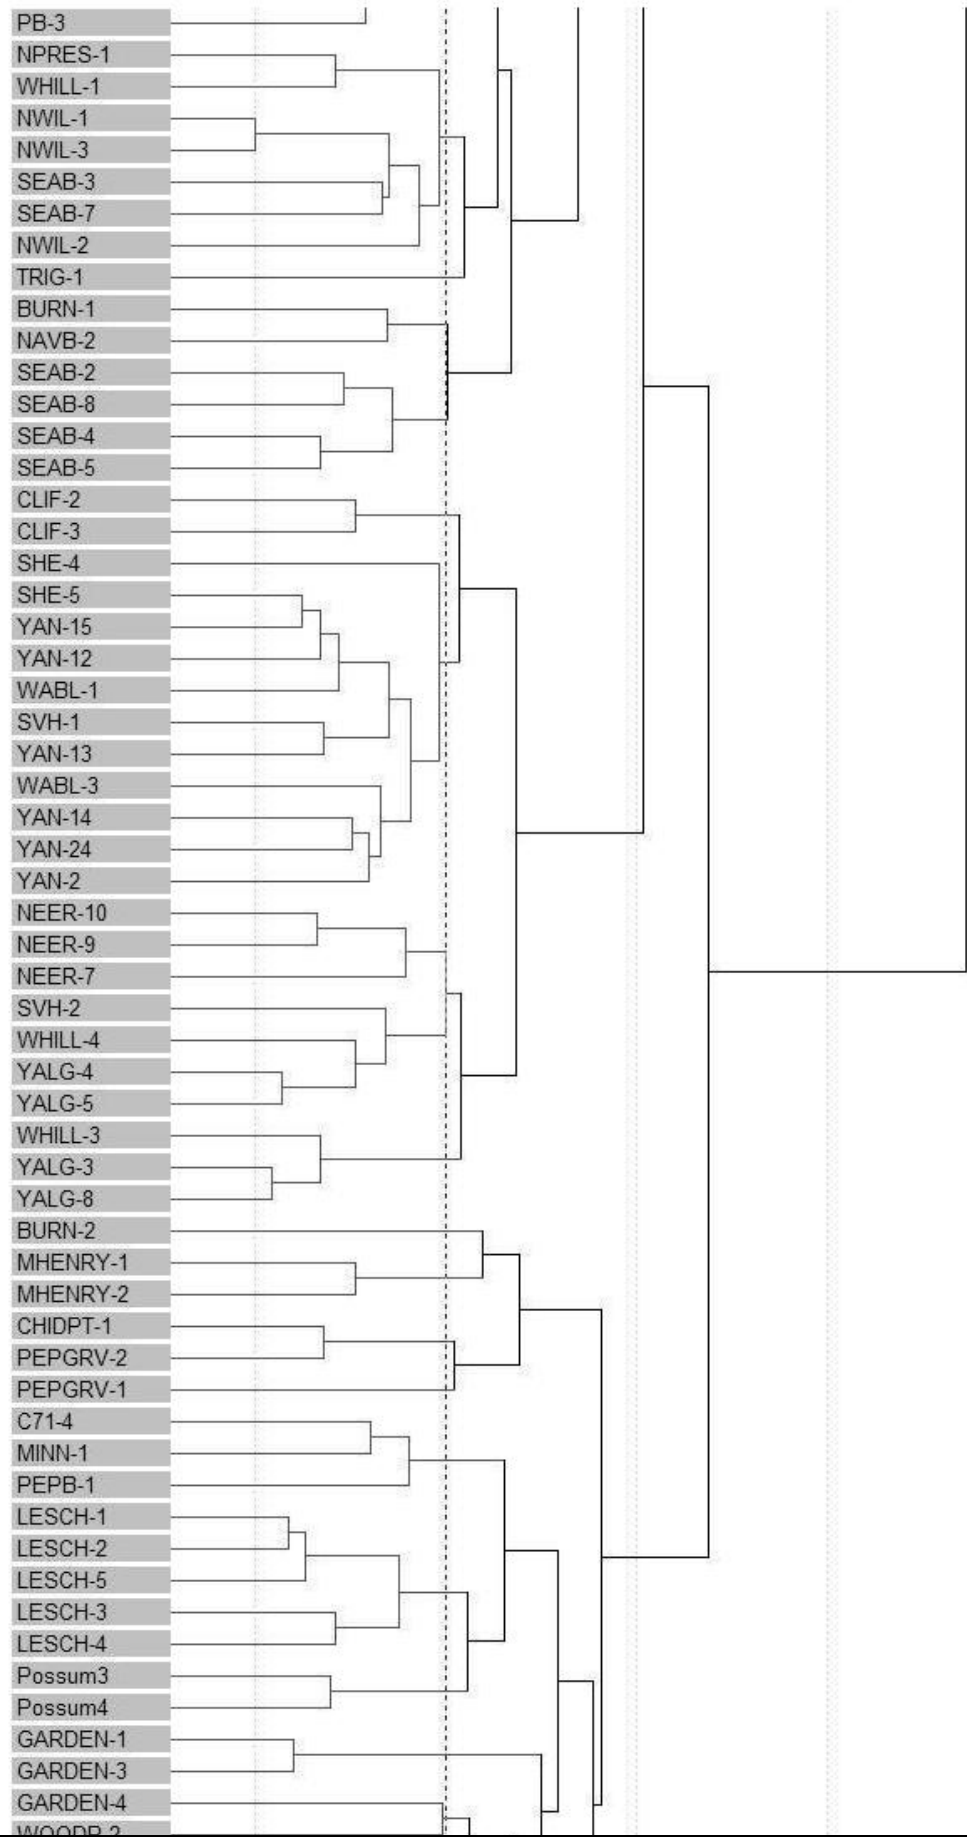 PB-3
NPRES-1
WHILL-1
NWIL-1
NWIL-3
SEAB-3
SEAB-7
NWIL-2
TRIG-1
BURN-1
NAVB-2
SEAB-2
SEAB-8
SEAB-4
SEAB-5
CLIF-2
CLIF-3
SHE-4
SHE-5
YAN-15
YAN-12
WABL-1
SVH-1
YAN-13
WABL-3
YAN-14
YAN-24
YAN-2
NEER-10
NEER-9
NEER-7
SVH-2
WHILL-4
YALG-4
YALG-5
WHILL-3
YALG-3
YALG-8
BURN-2
MHENRY-1
MHENRY-2
CHIDPT-1
PEPGRV-2
PEPGRV-1
C71-4
MINN-1
PEPB-1
LESCH-1
LESCH-2
LESCH-5
LESCH-3
LESCH-4
Possum3
Possum4
GARDEN-1
GARDEN-3
GARDEN-4